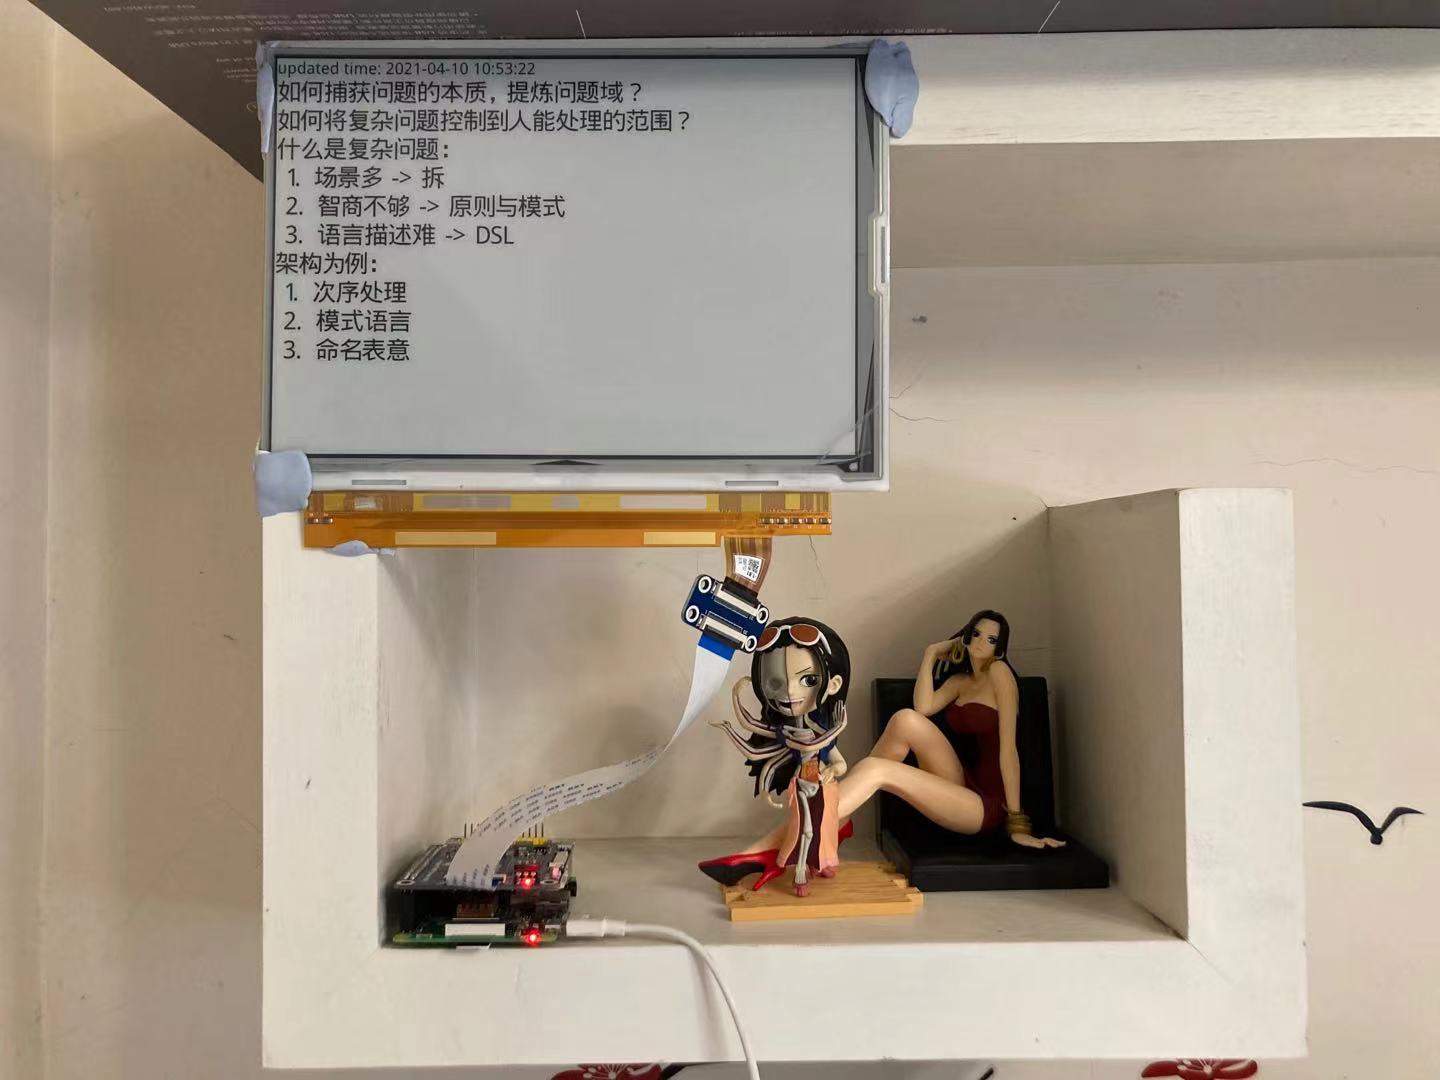 updated time: 2021-04-10 10:53:22
如何捕获问题的本质，提炼问题域？
如何将复杂问题控制到人能处理的范围？
什么是复杂问题：
1. 场景多 -> 拆
2. 智商不够 -> 原则与模式
3. 语言描述难 -> DSL
架构为例：
1. 次序处理
2. 模式语言
3. 命名表意